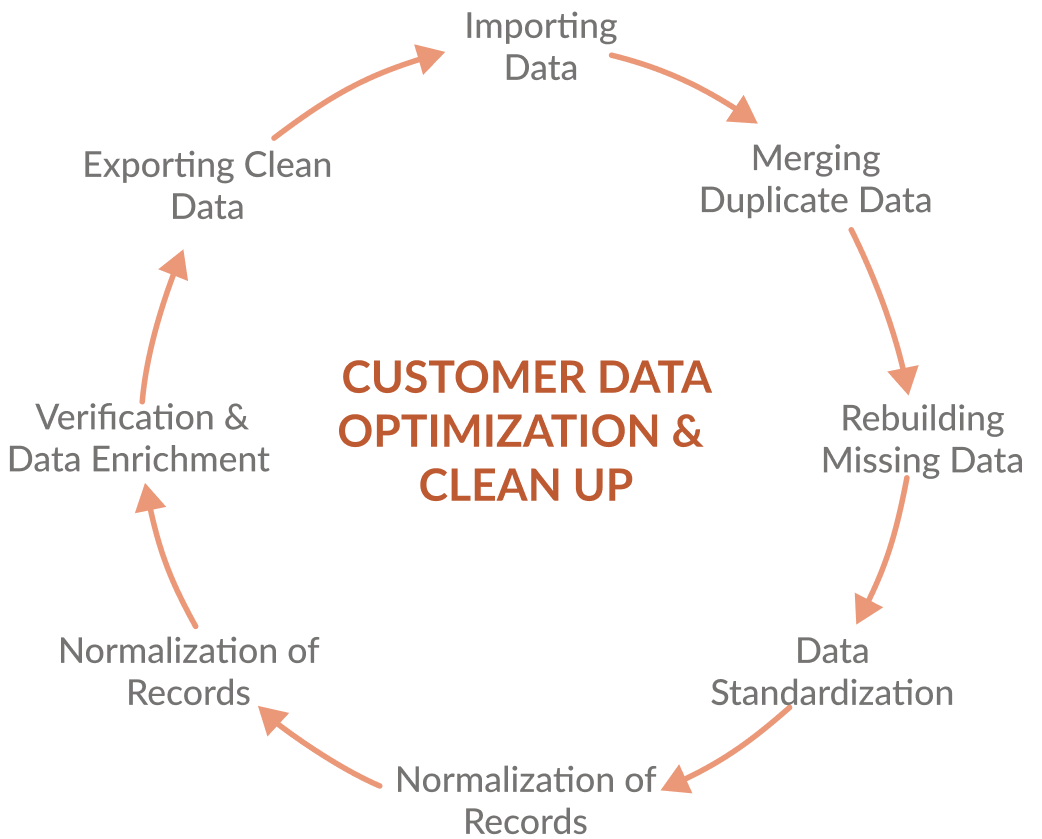 Importing
Data
Merging
Duplicate Data
Rebuilding
Missing Data
Data
Standardization
Normalization of
Records
Normalization of
Records
Verification &
Data Enrichment
Exporting Clean
Data
CUSTOMER DATA
OPTIMIZATION &
CLEAN UP